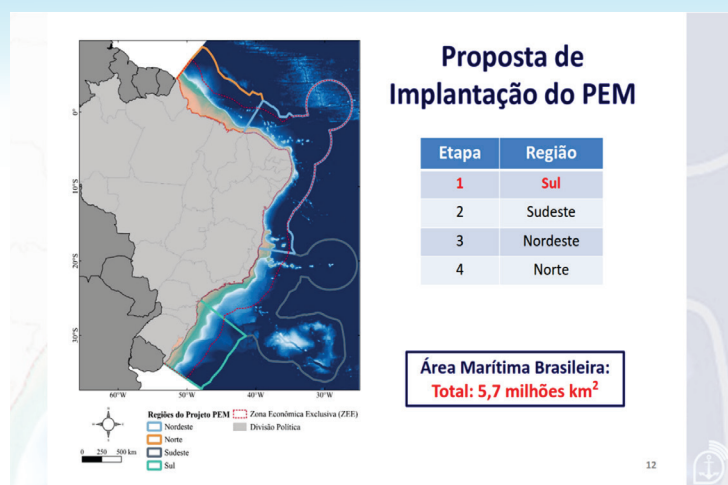 Proposta de
Implantação do PEM
Etapa Região
1 Sul
2 Sudeste
3 Nordeste
4 Norte
Área Marítima Brasileira:
Total: 5,7 milhões km²
0°
10°S
20°S
30°S
60°W 50°W 40°W 30°W
0 250 500 km
Regiões do Projeto PEM
Nordeste
Norte
Sudeste
Sul
Zona Econômica Exclusiva (ZEE)
Divisão Política
12